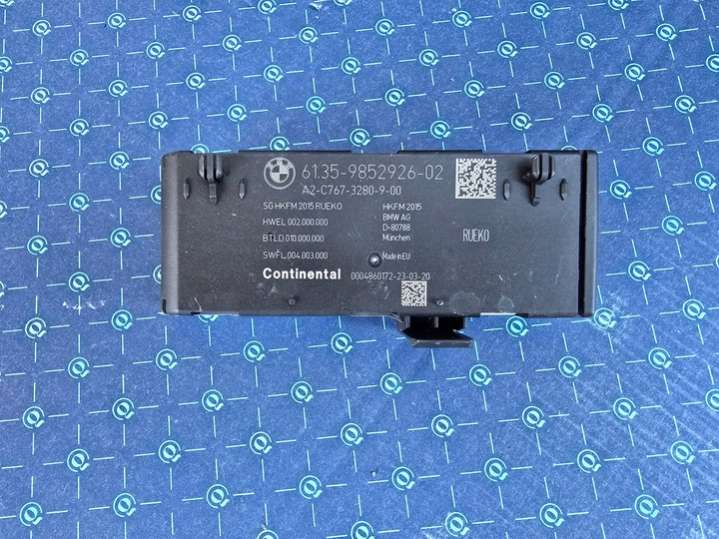 61.35-9852926-02
A2-C767-3280-9-00
SG HKFM 2015 RUEKO
HWEL 002.000.000
BTLD 010.000.000
SWFL 004.003.000
HKFM 2015
BMW AG
D-80788
München
Made in EU
RUEKO
Continental
0004860172-23-03-20